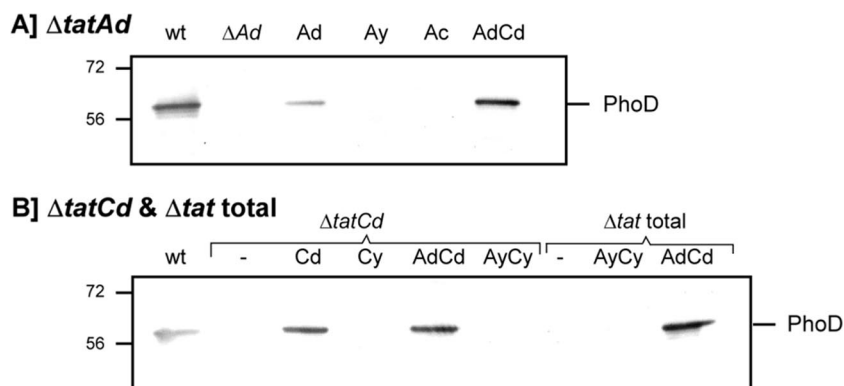 A] ΔtatAd
wt ΔAd Ad Ay Ac AdCd
72
56
PhoD
B] ΔtatCd & Δtat total
ΔtatCd Δtat total
wt - Cd Cy AdCd AyCy - AyCy AdCd
72
56
PhoD